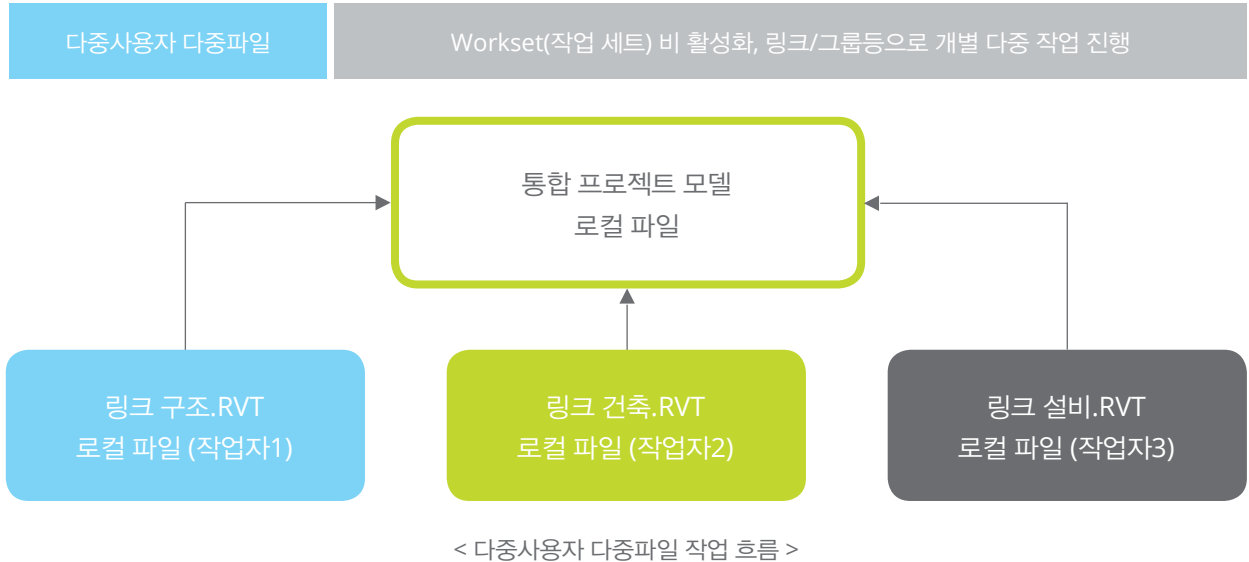 다중사용자 다중파일
Workset(작업 세트) 비 활성화, 링크/그룹등으로 개별 다중 작업 진행
통합 프로젝트 모델
로컬 파일
링크 구조.RVT
로컬 파일 (작업자1)
링크 건축.RVT
로컬 파일 (작업자2)
링크 설비.RVT
로컬 파일 (작업자3)
< 다중사용자 다중파일 작업 흐름 >